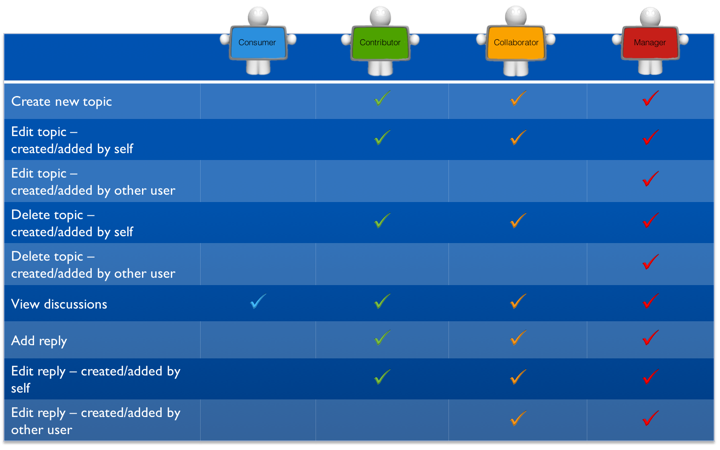 Consumer
Contributor
Collaborator
Manager
Create new topic
Edit topic –
created/added by self
Edit topic –
created/added by other user
Delete topic –
created/added by self
Delete topic –
created/added by other user
View discussions
Add reply
Edit reply – created/added by
self
Edit reply – created/added by
other user